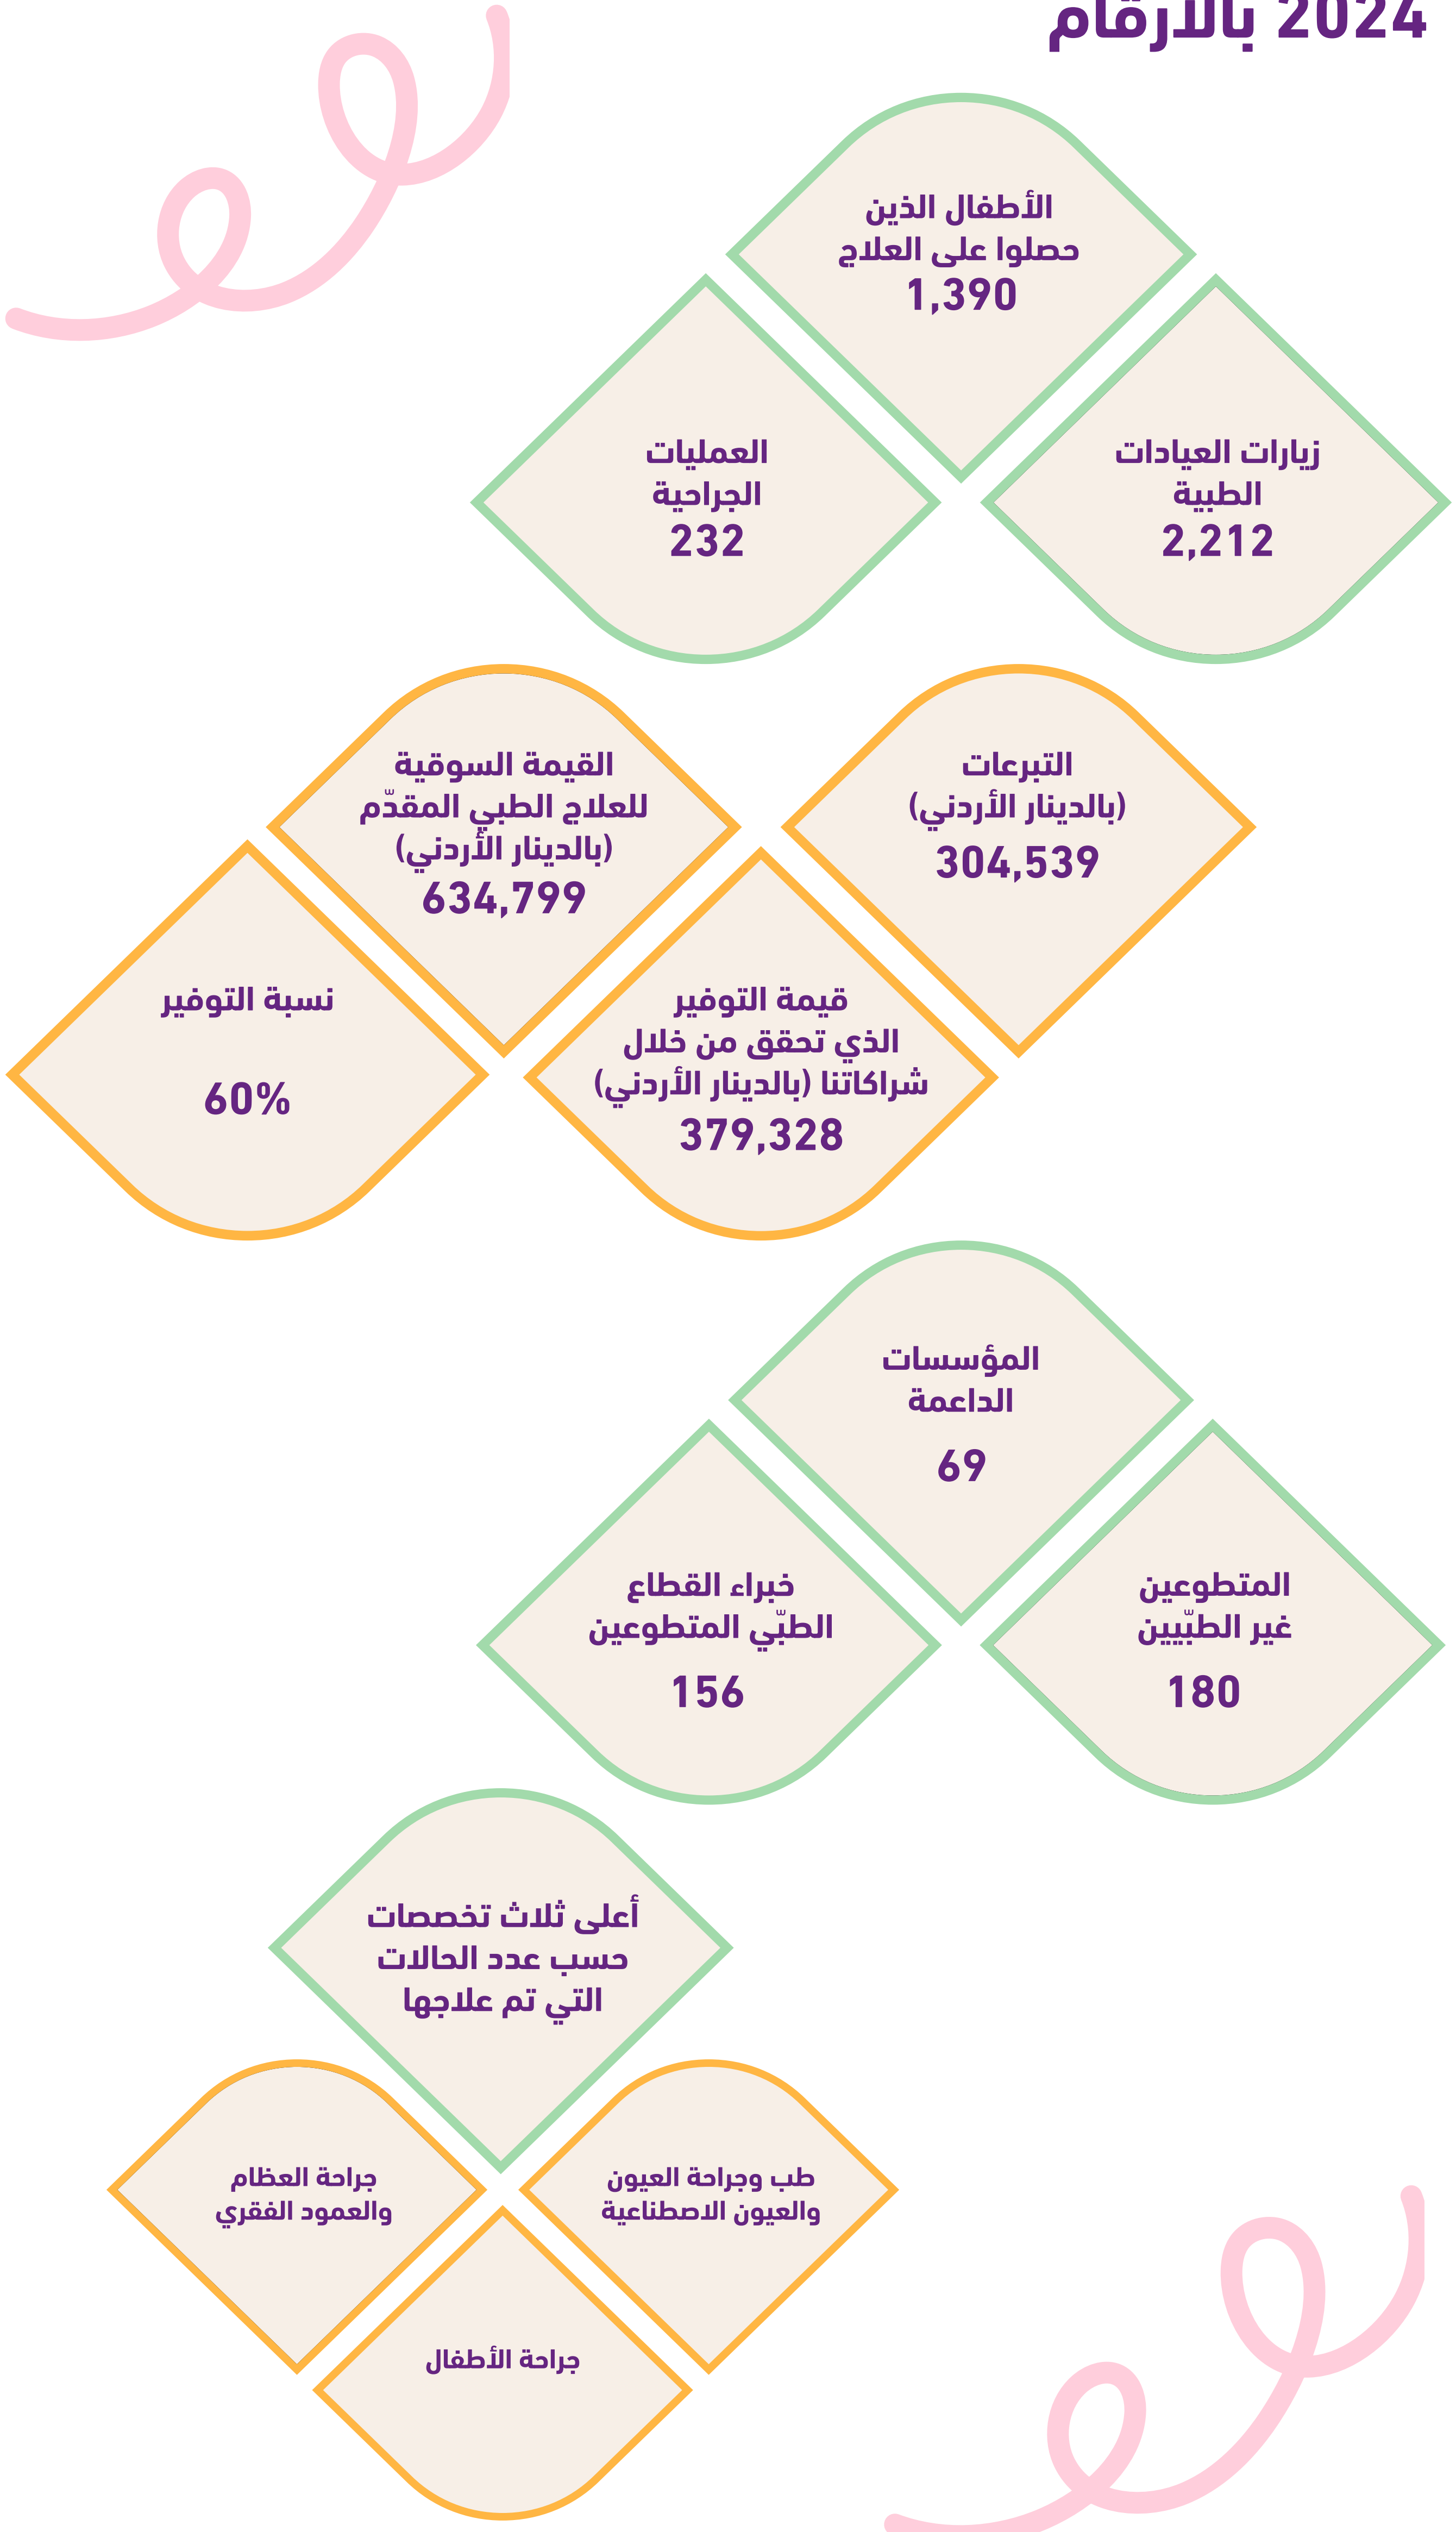 2024 بالأرقام
الأطفال الذين
حصلوا على العلاج
1,390
زيارات العيادات
الطبية
2,212
العمليات
الجراحية
232
التبرعات
(بالدينار الأردني)
304,539
القيمة السوقية
للعلاج الطبي المقدّم
(بالدينار الأردني)
634,799
قيمة التوفير
الذي تحقق من خلال
شراكاتنا (بالدينار الأردني)
379,328
نسبة التوفير
60%
المؤسسات
الداعمة
69
المتطوعين
غير الطبّيين
180
خبراء القطاع
الطبّي المتطوعين
156
أعلى ثلاث تخصصات
حسب عدد الحالات
التي تم علاجها
طب وجراحة العيون
والعيون الاصطناعية
جراحة العظام
والعمود الفقري
جراحة الأطفال